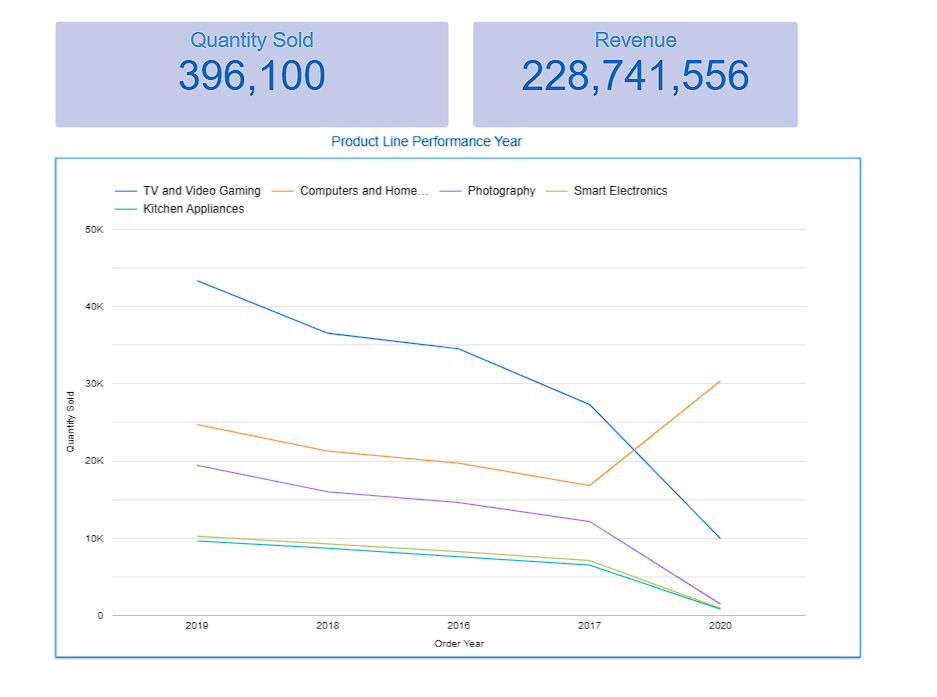 Quantity Sold
396,100
Revenue
228,741,556
Product Line Performance Year
TV and Video Gaming
Computers and Home...
Photography
Smart Electronics
Kitchen Appliances
50K
40K
30K
20K
10K
0
Quantity Sold
2019
2018
2016
2017
2020
Order Year